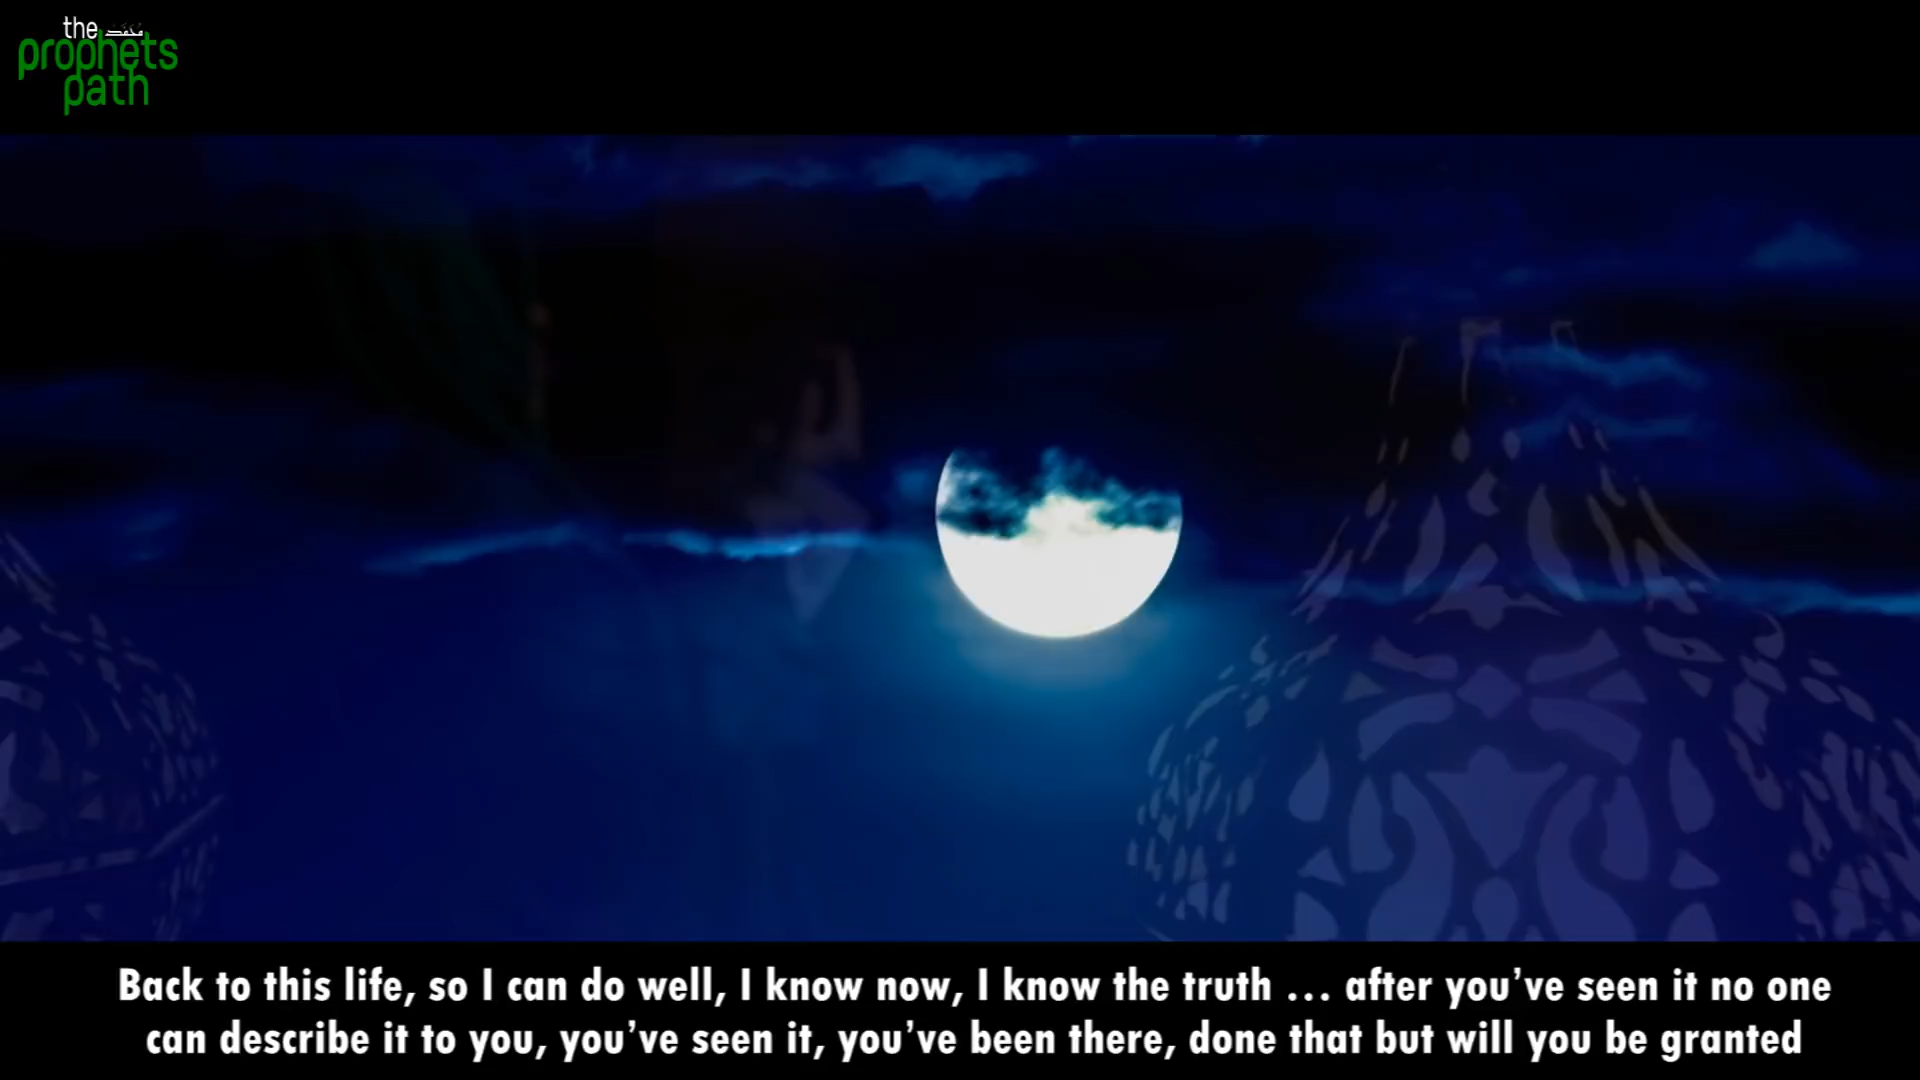 the مُحَمَّد
prophets
path
Back to this life, so I can do well, I know now, I know the truth ... after you’ve seen it no one
can describe it to you, you’ve seen it, you’ve been there, done that but will you be granted